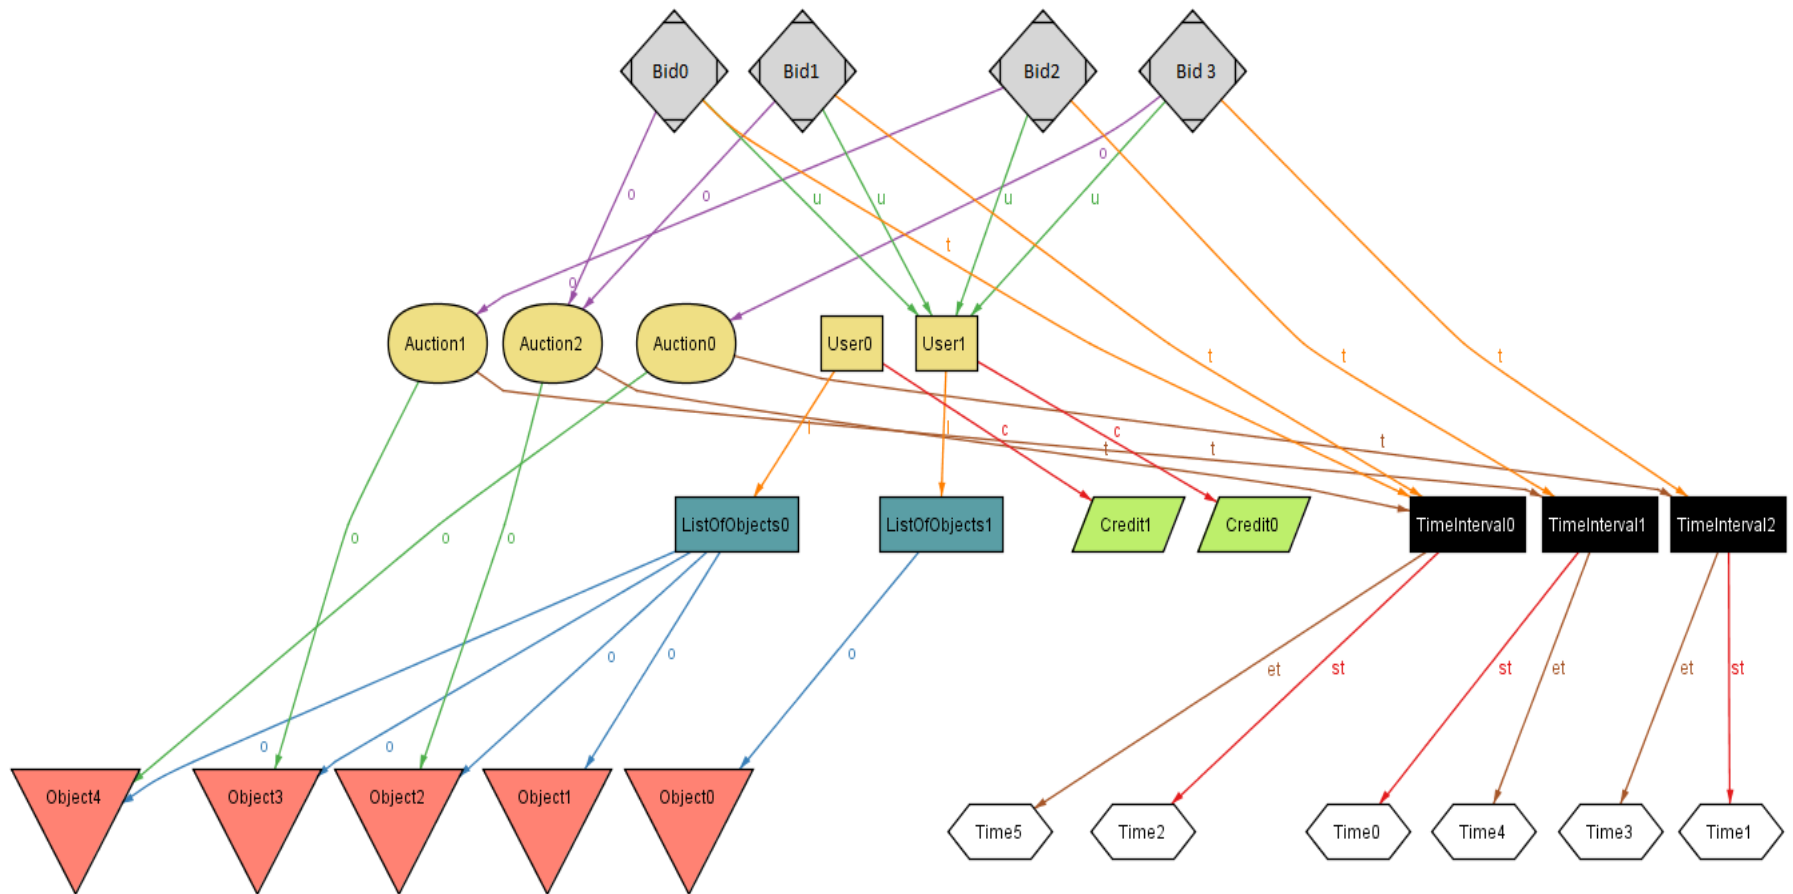 Bid0 Bid1 Bid2 Bid 3
o
o o u u u u
t
o
Auction1 Auction2 Auction0 User0 User1
t t t
l l c c t t t
ListOfObjects0 ListOfObjects1 Credit1 Credit0 TimeInterval0 TimeInterval1 TimeInterval2
o o o
o o o
et st st et et st
o o
Object4 Object3 Object2 Object1 Object0
Time5 Time2 Time0 Time4 Time3 Time1